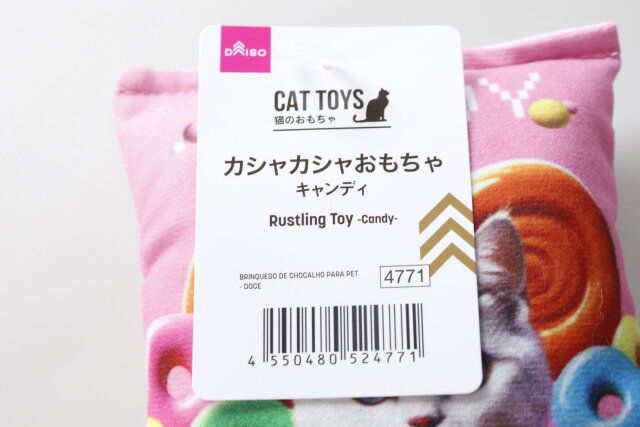 DAISO
CAT TOYS
猫のおもちゃ
カシャカシャおもちゃ
キャンディ
Rustling Toy -Candy-
BRINQUEDO DE CHOCALHO PARA PET
- DOCE
4771
4 550480 524771